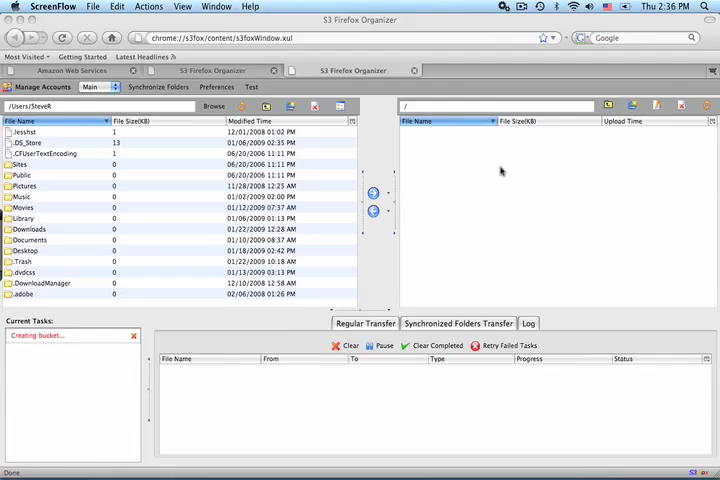 ScreenFlow File Edit Actions View Window Help Thu 2:36 PM
S3 Firefox Organizer
chrome://s3fox/content/s3foxWindow.xul Google
Most Visited Getting Started Latest Headlines
Amazon Web Services S3 Firefox Organizer S3 Firefox Organizer
Manage Accounts Main Synchronize Folders Preferences Test
/Users/SteveR Browse /
File Name File Size(KB) Modified Time File Name File Size(KB) Upload Time
.lesshst 1 12/01/2008 01:02 PM
.DS_Store 13 01/06/2009 02:35 PM
.CFUserTextEncoding 1 06/20/2006 11:11 PM
Sites 0 06/20/2006 11:11 PM
Public 0 06/20/2006 11:11 PM
Pictures 0 11/28/2008 12:25 AM
Music 0 01/02/2009 02:00 PM
Movies 0 01/12/2009 07:37 AM
Library 0 01/06/2009 01:13 PM
Downloads 0 01/22/2009 12:28 AM
Documents 0 01/10/2009 08:37 AM
Desktop 0 01/18/2009 02:42 PM
.Trash 0 01/22/2009 10:18 AM
.dvdcss 0 01/13/2009 03:13 PM
.DownloadManager 0 12/10/2008 12:58 AM
.adobe 0 02/06/2008 01:26 PM
Current Tasks: Regular Transfer Synchronized Folders Transfer Log
Creating bucket...
Clear Pause Clear Completed Retry Failed Tasks
File Name From To Type Progress Status
Done